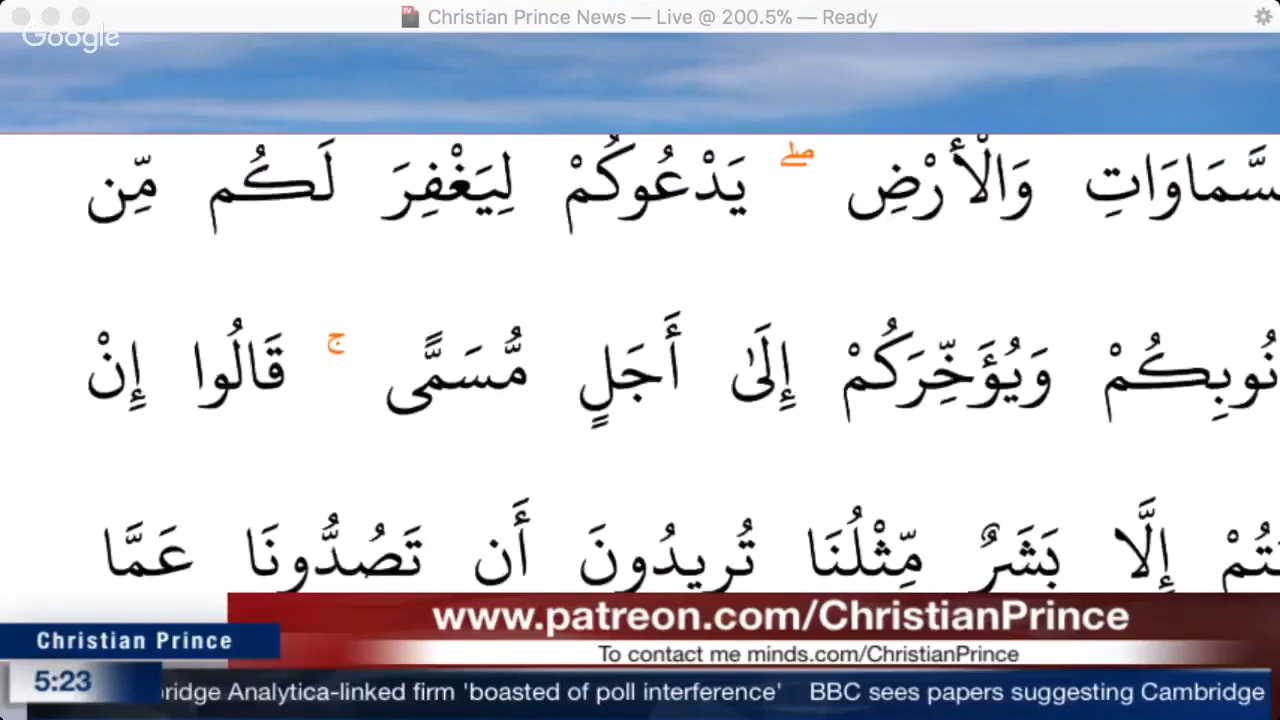 Christian Prince News — Live @ 200.5% — Ready
Google
سَّمَاوَاتِ وَالْأَرْضِ ۖ يَدْعُوكُمْ لِيَغْفِرَ لَكُم مِّن
نُوبِكُمْ وَيُؤَخِّرَكُمْ إِلَىٰ أَجَلٍ مُّسَمًّى ۚ قَالُوا إِنْ
نتُمْ إِلَّا بَشَرٌ مِّثْلُنَا تُرِيدُونَ أَن تَصُدُّونَا عَمَّا
www.patreon.com/ChristianPrince
Christian Prince
To contact me minds.com/ChristianPrince
5:23
ridge Analytica-linked firm 'boasted of poll interference' BBC sees papers suggesting Cambridge